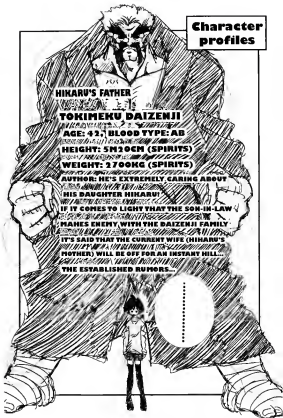 Character
profiles
HIKARU'S FATHER
TOKIMEKU DAIZENJI
AGE: 42, BLOOD TYPE: AB
HEIGHT: 5M20CM (SPIRITS)
WEIGHT: 2700KG (SPIRITS)
AUTHOR: HE'S EXTREMELY CARING ABOUT
HIS DAUGHTER HIKARU!
IF IT COMES TO LIGHT THAT THE SON-IN-LAW
MAKES ENEMY, WITH THE DAIZENJI FAMILY
IT'S SAID THAT THE CURRENT WIFE (HIKARU'S
MOTHER) WILL BE OFF FOR AN INSTANT HILL...
THE ESTABLISHED RUMORS...